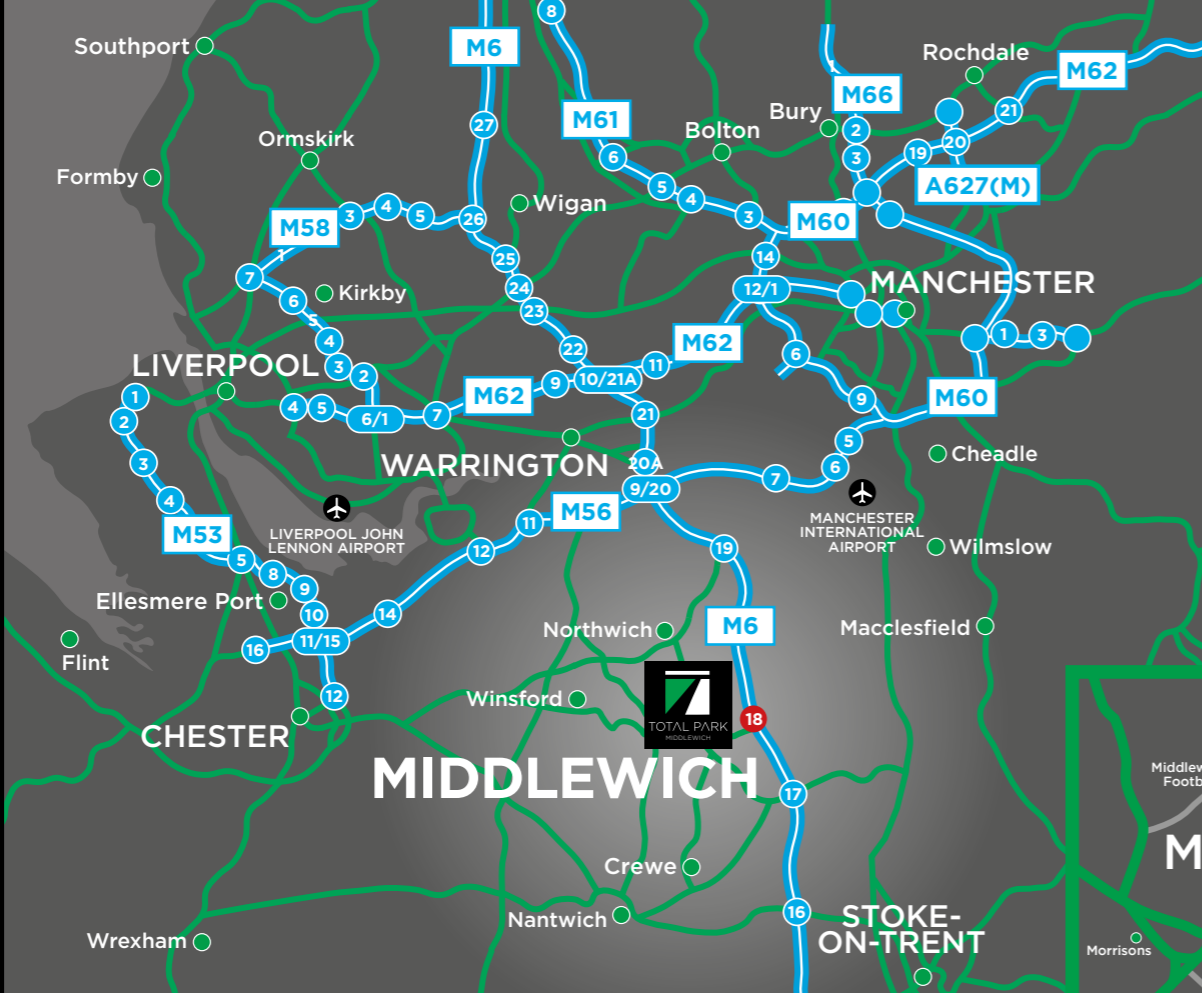 8
M6
Southport
Rochdale
M62
M66
M61
Bury
21
27
Ormskirk
Bolton
2
20
Formby
6
3
19
5
A627(M)
4
Wigan
3
4
5
3
26
M60
M58
1
14
25
7
24
MANCHESTER
6
Kirkby
12/1
23
5
4
1
3
M62
22
6
LIVERPOOL
3
11
2
10/21A
9
1
M62
9
M60
4
5
6/1
7
21
2
5
Cheadle
3
WARRINGTON
20A
6
7
9/20
4
M56
MANCHESTER
INTERNATIONAL
AIRPORT
M53
LIVERPOOL JOHN
LENNON AIRPORT
11
Wilmslow
12
19
5
8
9
Ellesmere Port
10
14
M6
Northwich
Macclesfield
11/15
16
Flint
12
Winsford
TOTAL PARK
MIDDLEWICH
18
CHESTER
MIDDLEWICH
Middlew
Footb
17
M
Crewe
16
STOKE-
ON-TRENT
Nantwich
Wrexham
Morrisons